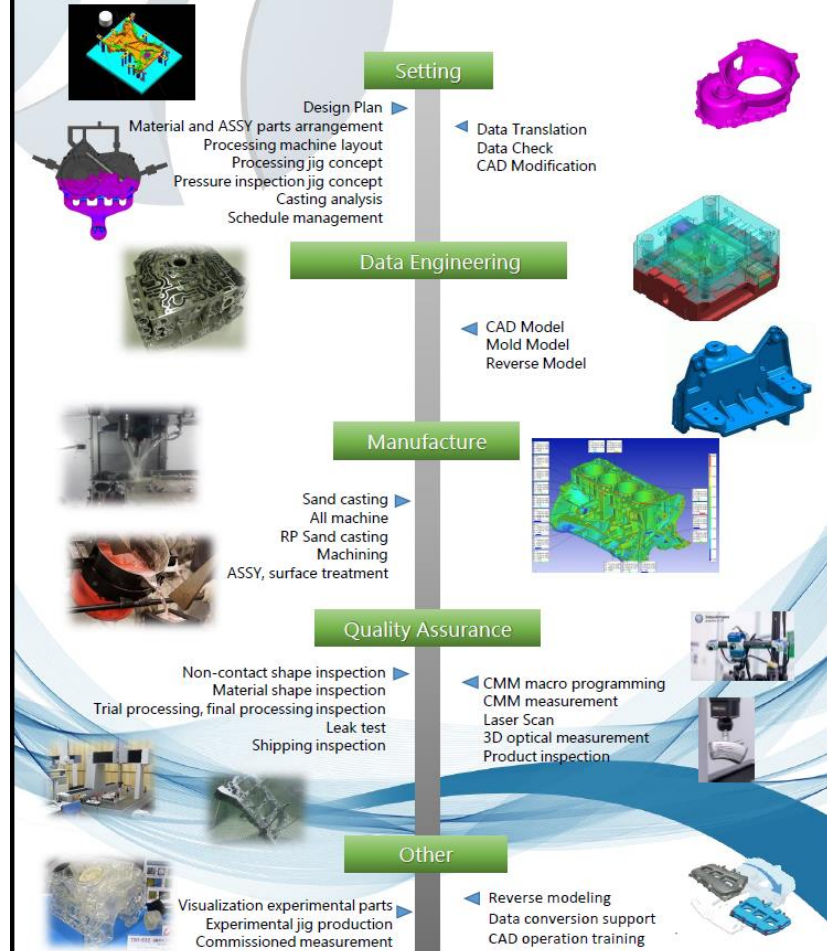 Setting
Design Plan
Material and ASSY parts arrangement
Processing machine layout
Processing jig concept
Pressure inspection jig concept
Casting analysis
Schedule management
Data Translation
Data Check
CAD Modification
Data Engineering
CAD Model
Mold Model
Reverse Model
Manufacture
Sand casting
All machine
RP Sand casting
Machining
ASSY, surface treatment
Quality Assurance
Non-contact shape inspection
Material shape inspection
Trial processing, final processing inspection
Leak test
Shipping inspection
CMM macro programming
CMM measurement
Laser Scan
3D optical measurement
Product inspection
Other
Visualization experimental parts
Experimental jig production
Commissioned measurement
Reverse modeling
Data conversion support
CAD operation training